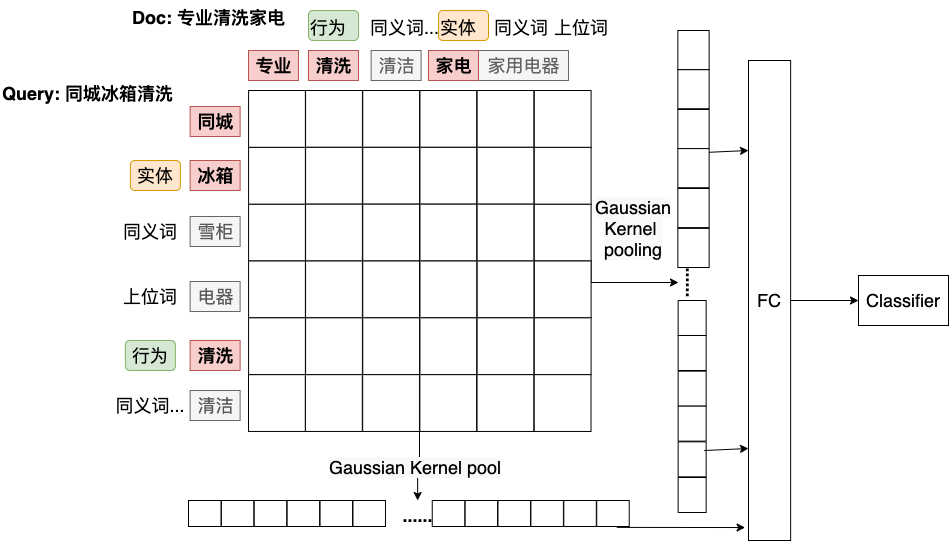 Doc: 专业清洗家电
行为 同义词... 实体 同义词 上位词
专业 清洗 清洁 家电 家用电器
Query: 同城冰箱清洗
同城
实体 冰箱
同义词 雪柜
上位词 电器
行为 清洗
同义词... 清洁
Gaussian
Kernel
pooling
FC
Classifier
Gaussian Kernel pool
......